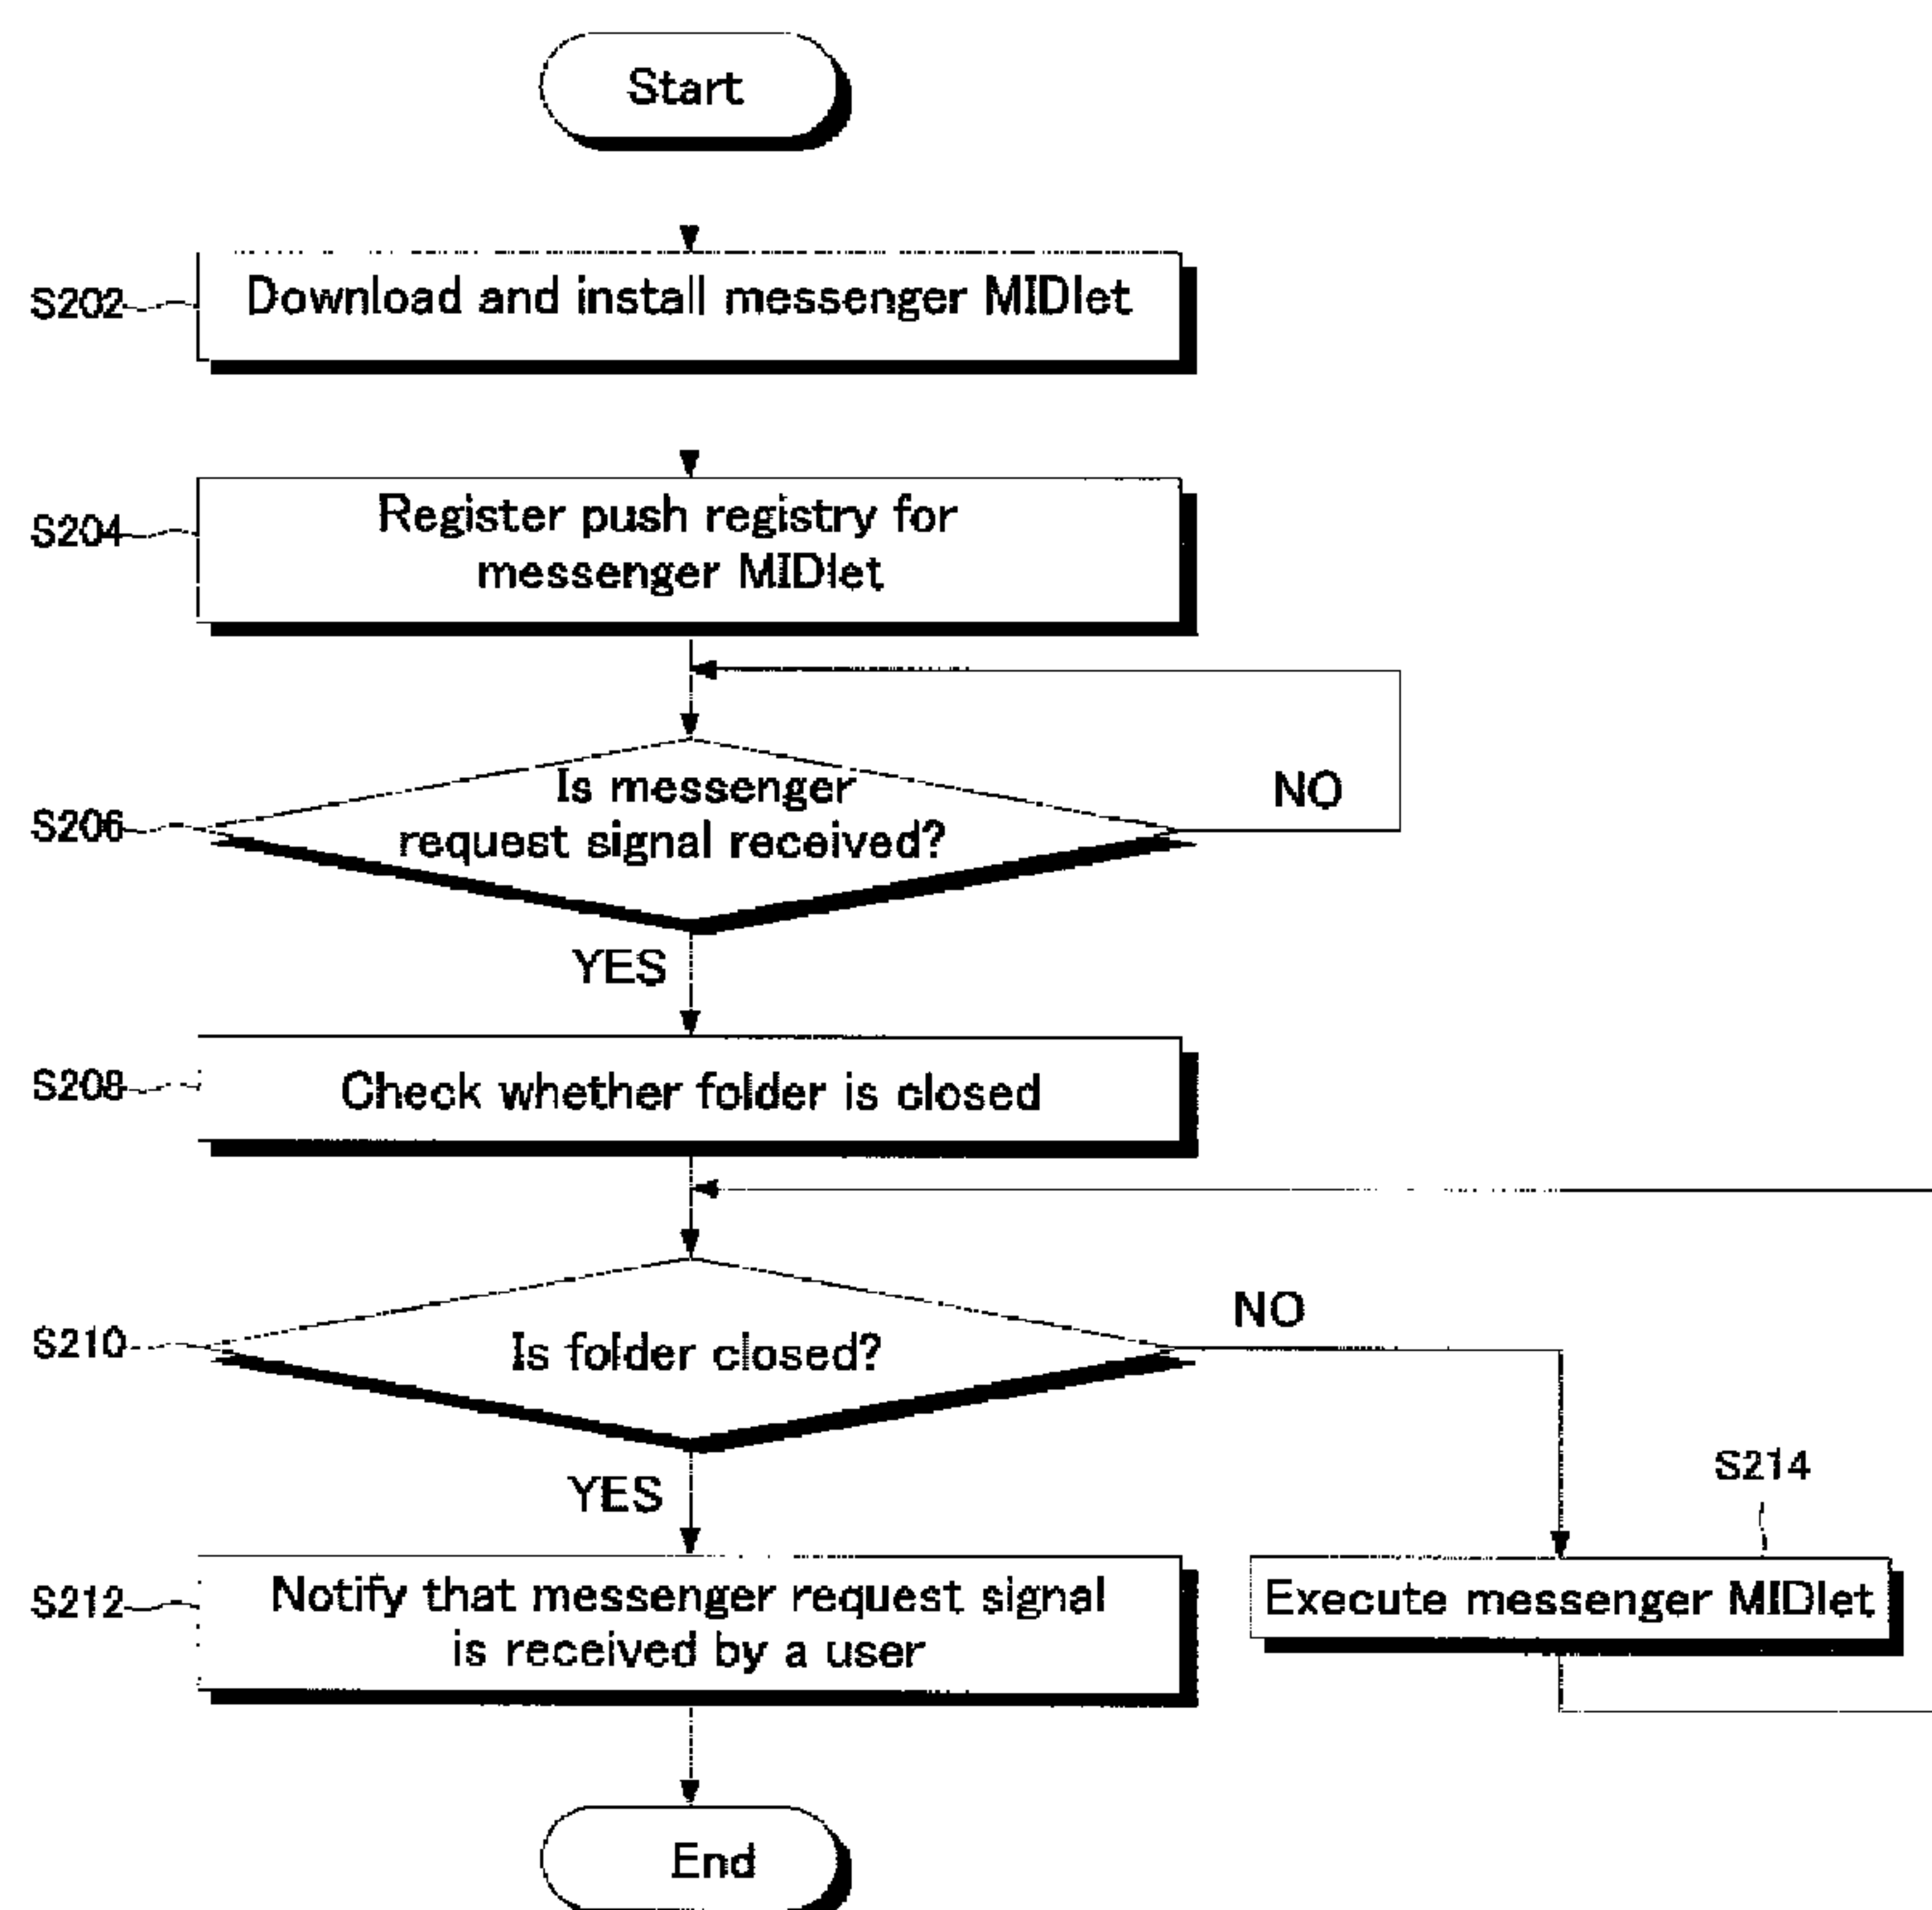 Start
S202
Download and install messenger MIDlet
S204
Register push registry for
messenger MIDlet
S206
Is messenger
request signal received?
NO
YES
S208
Check whether folder is closed
S210
Is folder closed?
NO
YES
S214
S212
Notify that messenger request signal
is received by a user
Execute messenger MIDlet
End